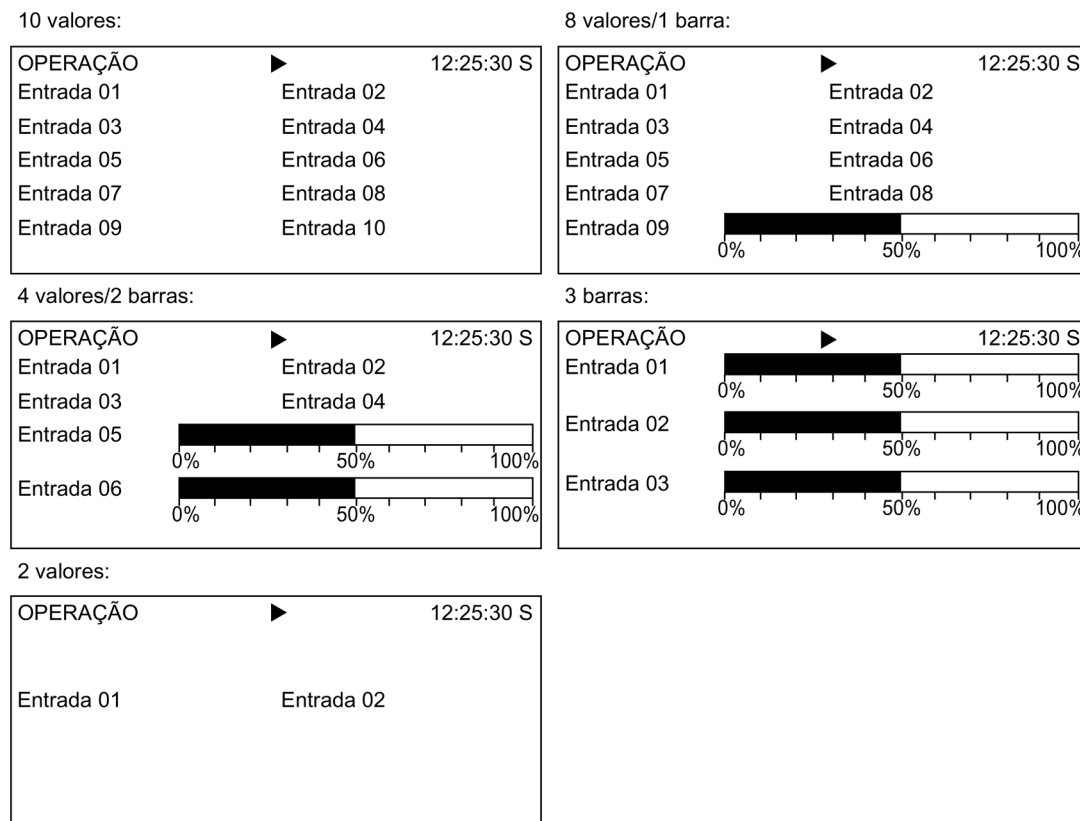 10 valores:
OPERAÇÃO ▶ 12:25:30 S
Entrada 01 Entrada 02
Entrada 03 Entrada 04
Entrada 05 Entrada 06
Entrada 07 Entrada 08
Entrada 09 Entrada 10
8 valores/1 barra:
OPERAÇÃO ▶ 12:25:30 S
Entrada 01 Entrada 02
Entrada 03 Entrada 04
Entrada 05 Entrada 06
Entrada 07 Entrada 08
Entrada 09
0% 50% 100%
4 valores/2 barras:
OPERAÇÃO ▶ 12:25:30 S
Entrada 01 Entrada 02
Entrada 03 Entrada 04
Entrada 05
0% 50% 100%
Entrada 06
0% 50% 100%
3 barras:
OPERAÇÃO ▶ 12:25:30 S
Entrada 01
0% 50% 100%
Entrada 02
0% 50% 100%
Entrada 03
0% 50% 100%
2 valores:
OPERAÇÃO ▶ 12:25:30 S
Entrada 01 Entrada 02